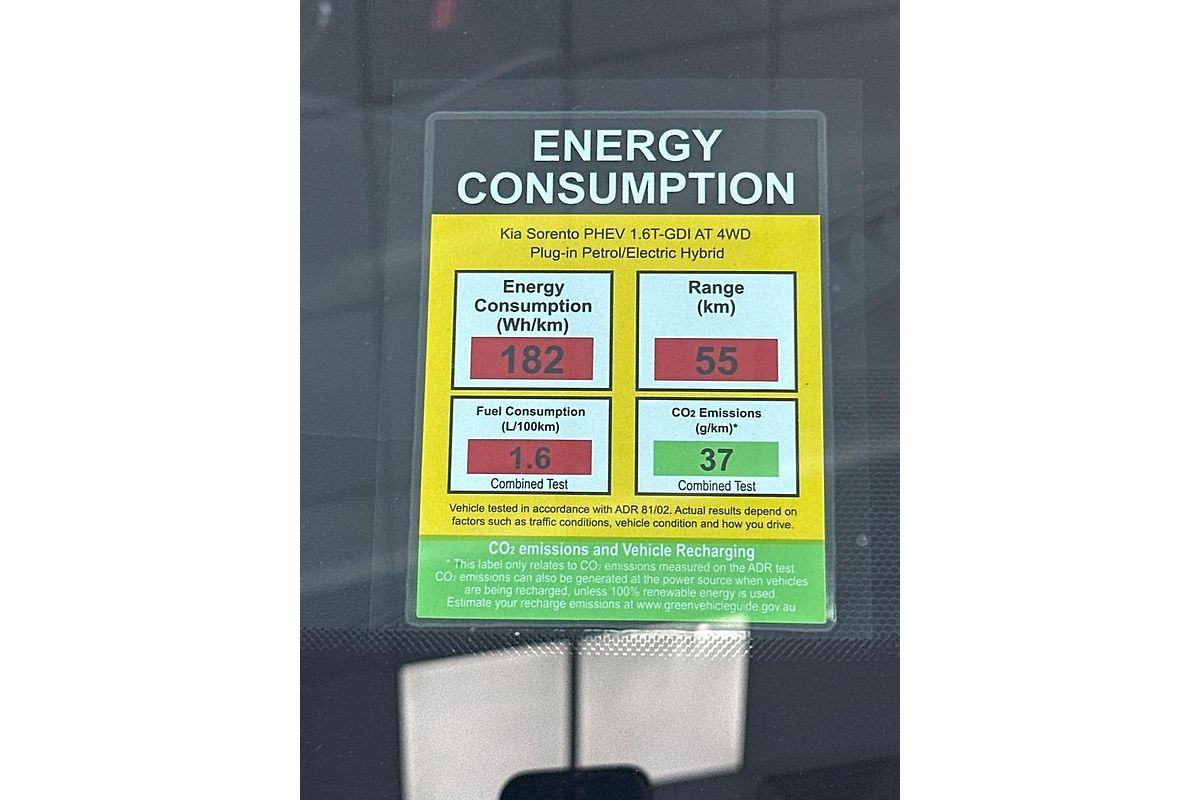 ENERGY
CONSUMPTION
Kia Sorento PHEV 1.6T-GDI AT 4WD
Plug-in Petrol/Electric Hybrid
Energy
Consumption
(Wh/km)
182
Range
(km)
55
Fuel Consumption
(L/100km)
1.6
Combined Test
CO₂ Emissions
(g/km)*
37
Combined Test
Vehicle tested in accordance with ADR 81/02. Actual results depend on
factors such as traffic conditions, vehicle condition and how you drive.
CO₂ emissions and Vehicle Recharging
* This label only relates to CO₂ emissions measured on the ADR test.
CO₂ emissions can also be generated at the power source when vehicles
are being recharged, unless 100% renewable energy is used.
Estimate your recharge emissions at www.greenvehicleguide.gov.au